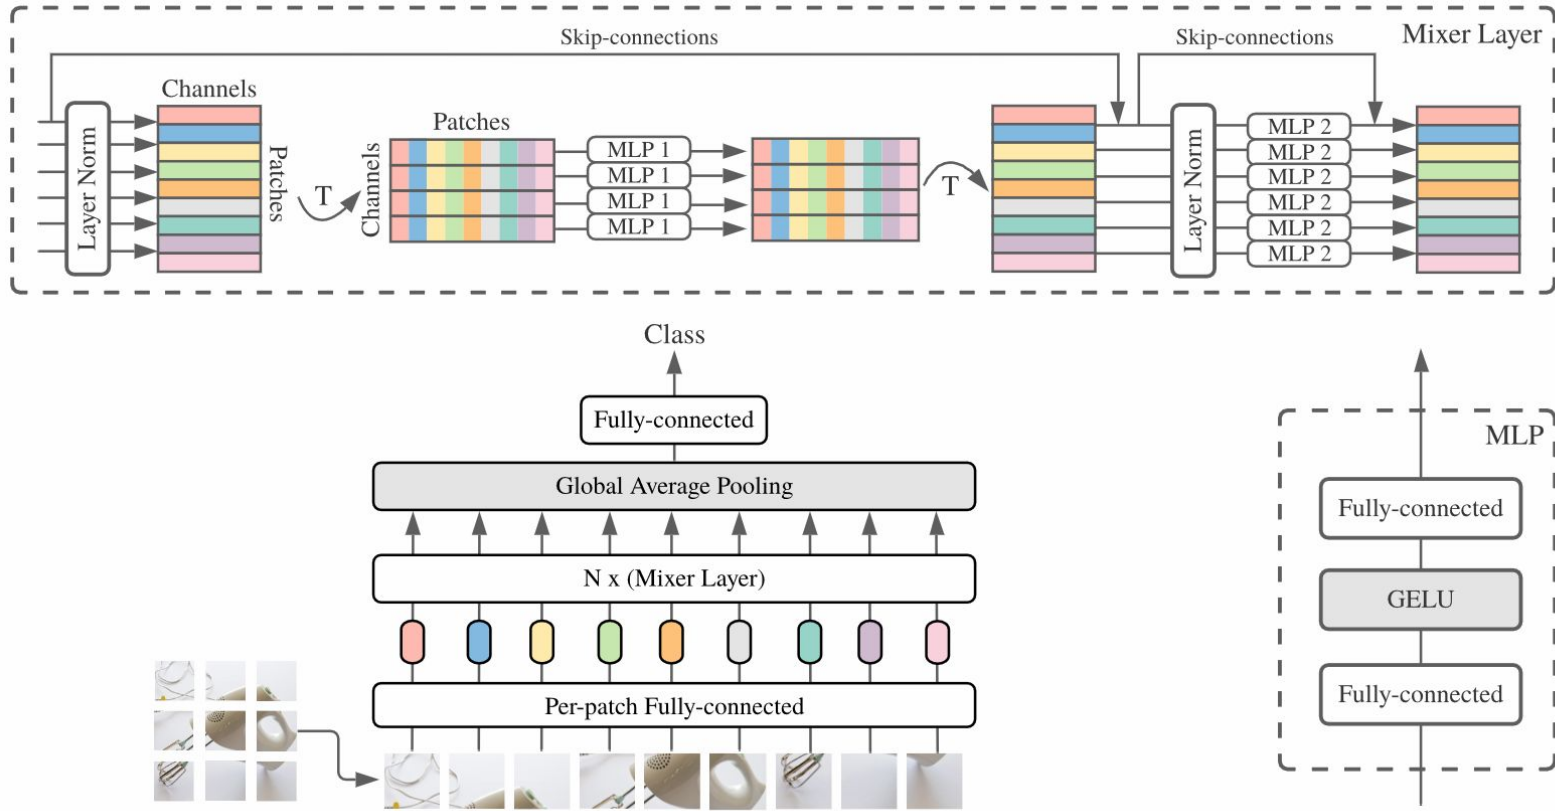 Skip-connections
Skip-connections
Mixer Layer
Channels
Layer Norm
Patches
T
Patches
Channels
MLP 1
MLP 1
MLP 1
MLP 1
T
Layer Norm
MLP 2
MLP 2
MLP 2
MLP 2
MLP 2
MLP 2
Class
Fully-connected
Global Average Pooling
N x (Mixer Layer)
Per-patch Fully-connected
MLP
Fully-connected
GELU
Fully-connected